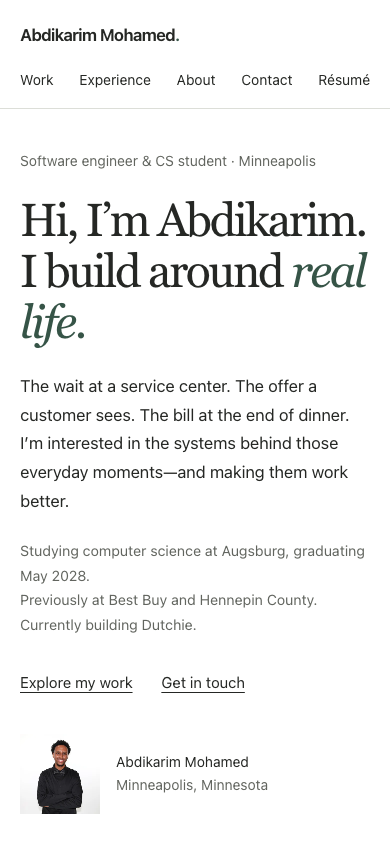 Abdikarim Mohamed.
Work Experience About Contact Résumé
Software engineer & CS student · Minneapolis
Hi, I’m Abdikarim.
I build around real
life.
The wait at a service center. The offer a
customer sees. The bill at the end of dinner.
I’m interested in the systems behind those
everyday moments—and making them work
better.
Studying computer science at Augsburg, graduating
May 2028.
Previously at Best Buy and Hennepin County.
Currently building Dutchie.
Explore my work Get in touch
Abdikarim Mohamed
Minneapolis, Minnesota